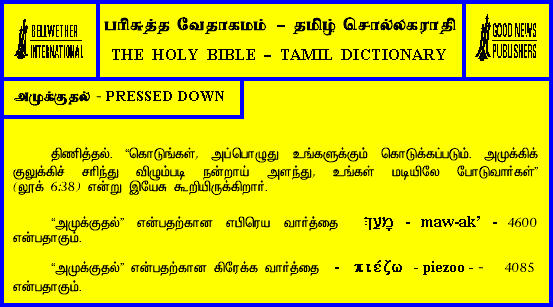 BELLWETHER
INTERNATIONAL
பரிசுத்த வேதாகமம் – தமிழ் சொல்லகராதி
THE HOLY BIBLE – TAMIL DICTIONARY
GOOD NEWS
PUBLISHERS
அமுக்குதல் - PRESSED DOWN
திணித்தல். “கொடுங்கள், அப்பொழுது உங்களுக்கும் கொடுக்கப்படும். அமுக்கிக்
குலுக்கிச் சரிந்து விழும்படி நன்றாய் அளந்து, உங்கள் மடியிலே போடுவார்கள்”
(லூக் 6:38) என்று இயேசு கூறியிருக்கிறார்.
“அமுக்குதல்” என்பதற்கான எபிரெய வார்த்தை מָעַךְ - maw-ak’ - 4600
என்பதாகும்.
“அமுக்குதல்” என்பதற்கான கிரேக்க வார்த்தை - πιέζω - piezoo - - 4085
என்பதாகும்.